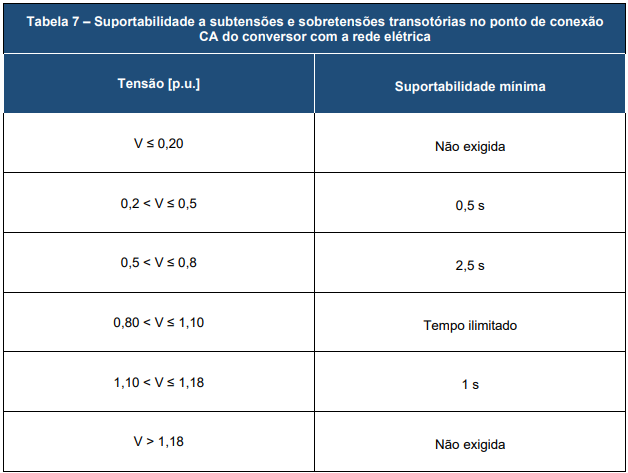 Tabela 7 – Suportabilidade a subtensões e sobretensões transotórias no ponto de conexão
CA do conversor com a rede elétrica
Tensão [p.u.]
Suportabilidade mínima
V ≤ 0,20
Não exigida
0,2 < V ≤ 0,5
0,5 s
0,5 < V ≤ 0,8
2,5 s
0,80 < V ≤ 1,10
Tempo ilimitado
1,10 < V ≤ 1,18
1 s
V > 1,18
Não exigida